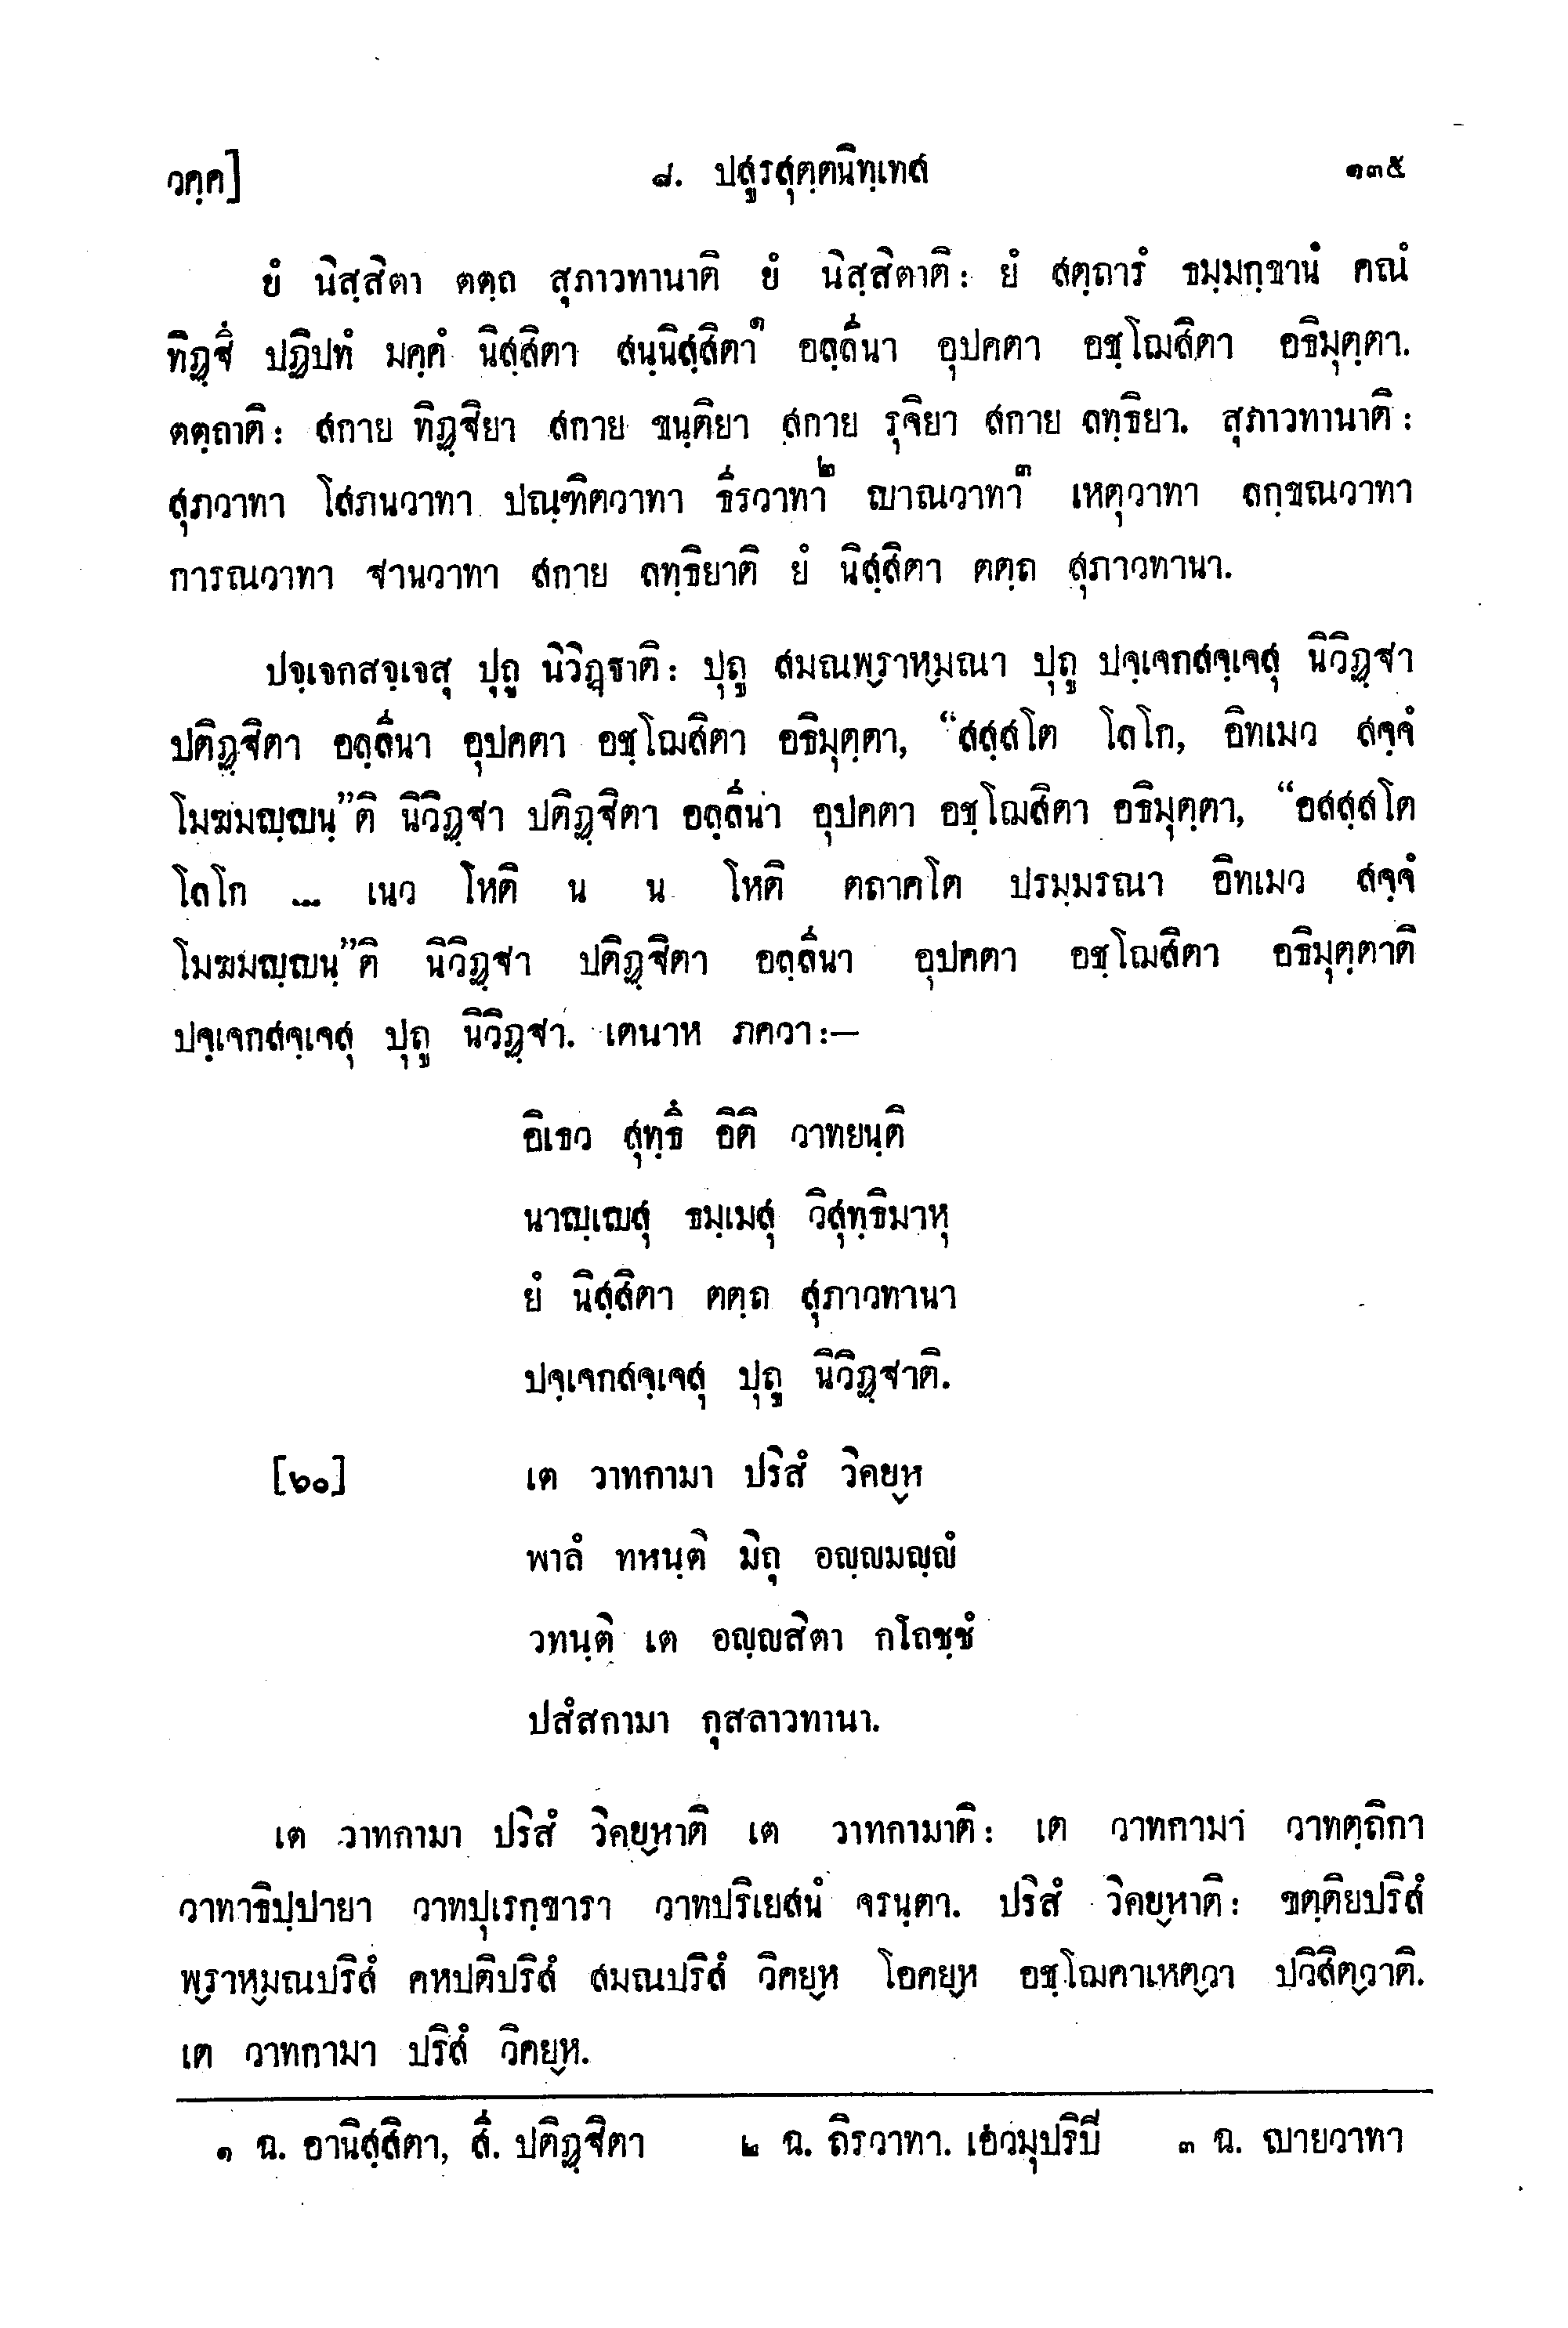 วคฺค]	๘. ปสูรสุตฺตนิทฺเทส	๑๓๕
ยํ นิสฺสิตา ตตฺถ สุภาวทานาติ ยํ นิสฺสิตาติ: ยํ สตฺถารํ ธมฺมกฺขานํ คณํ
ทิฏฺฐึ ปฏิปทํ มคฺคํ นิสฺสิตา สนฺนิสฺสิตา๑ อลฺลีนา อุปคตา อชฺโฌสิตา อธิมุตฺตา.
ตตฺถาติ: สกาย ทิฏฺฐิยา สกาย ขนฺติยา สกาย รุจิยา สกาย ลทฺธิยา. สุภาวทานาติ:
สุภวาทา โสภนวาทา ปณฺฑิตวาทา ธีรวาทา๒ ญาณวาทา๓ เหตุวาทา ลกฺขณวาทา
การณวาทา ฐานวาทา สกาย ลทฺธิยาติ ยํ นิสฺสิตา ตตฺถ สุภาวทานา.
ปจฺเจกสจฺเจสุ ปุถู นิวิฏฺฐาติ: ปุถู สมณพฺราหฺมณา ปุถู ปจฺเจกสจฺเจสุ นิวิฏฺฐา
ปติฏฺฐิตา อลฺลีนา อุปคตา อชฺโฌสิตา อธิมุตฺตา, “สสฺสโต โลโก, อิทเมว สจฺจํ
โมฆมญฺญนฺ”ติ นิวิฏฺฐา ปติฏฺฐิตา อลฺลีนา อุปคตา อชฺโฌสิตา อธิมุตฺตา, “อสสฺสโต
โลโก ... เนว โหติ น น โหติ ตถาคโต ปรมฺมรณา อิทเมว สจฺจํ
โมฆมญฺญนฺ”ติ นิวิฏฺฐา ปติฏฺฐิตา อลฺลีนา อุปคตา อชฺโฌสิตา อธิมุตฺตาติ
ปจฺเจกสจฺเจสุ ปุถู นิวิฏฺฐา. เตนาห ภควา:—
อิเธว สุทฺธึ อิติ วาทยนฺติ
นาญฺเญสุ ธมฺเมสุ วิสุทฺธิมาหุ
ยํ นิสฺสิตา ตตฺถ สุภาวทานา
ปจฺเจกสจฺเจสุ ปุถู นิวิฏฺฐาติ.
[๖๐]	เต วาทกามา ปริสํ วิคยฺห
พาลํ ทหนฺติ มิถุ อญฺญมญฺญํ
วทนฺติ เต อญฺญสิตา กโถชฺชํ
ปสํสกามา กุสลาวทานา.
เต วาทกามา ปริสํ วิคฺยฺหาติ เต วาทกามาติ: เต วาทกามา วาทตฺถิกา
วาทาธิปฺปายา วาทปุเรกฺขารา วาทปริเยสนํ จรนฺตา. ปริสํ วิคยฺหาติ: ขตฺติยปริสํ
พฺราหฺมณปริสํ คหปติปริสํ สมณปริสํ วิคยฺห โอคยฺห อชฺโฌคาเหตฺวา ปวิสิตฺวาติ.
เต วาทกามา ปริสํ วิคยฺห.
๑ ฉ. อานิสฺสิตา, สี. ปติฏฺฐิตา	๒ ฉ. ถิรวาทา. เอวมุปริปี	๓ ฉ. ญายวาทา